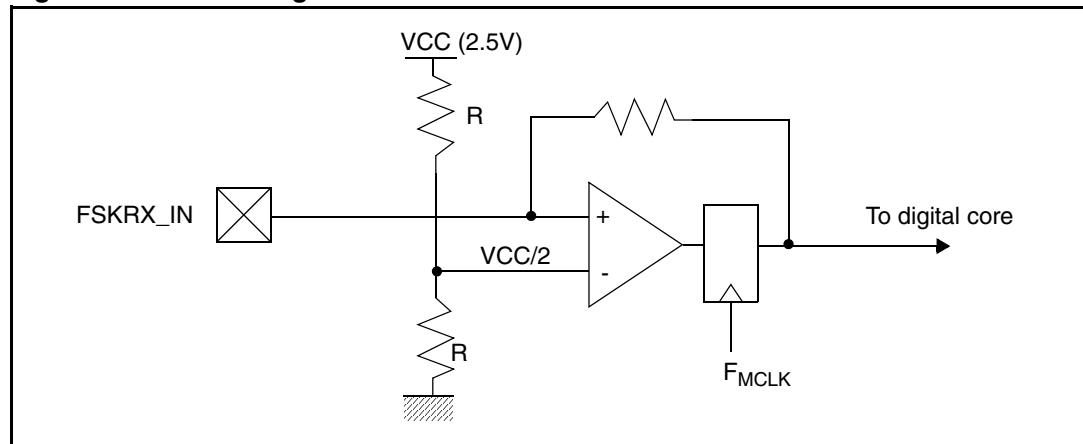 VCC (2.5V)
R
FSKRX_IN
+
To digital core
VCC/2
-
R
FMCLK